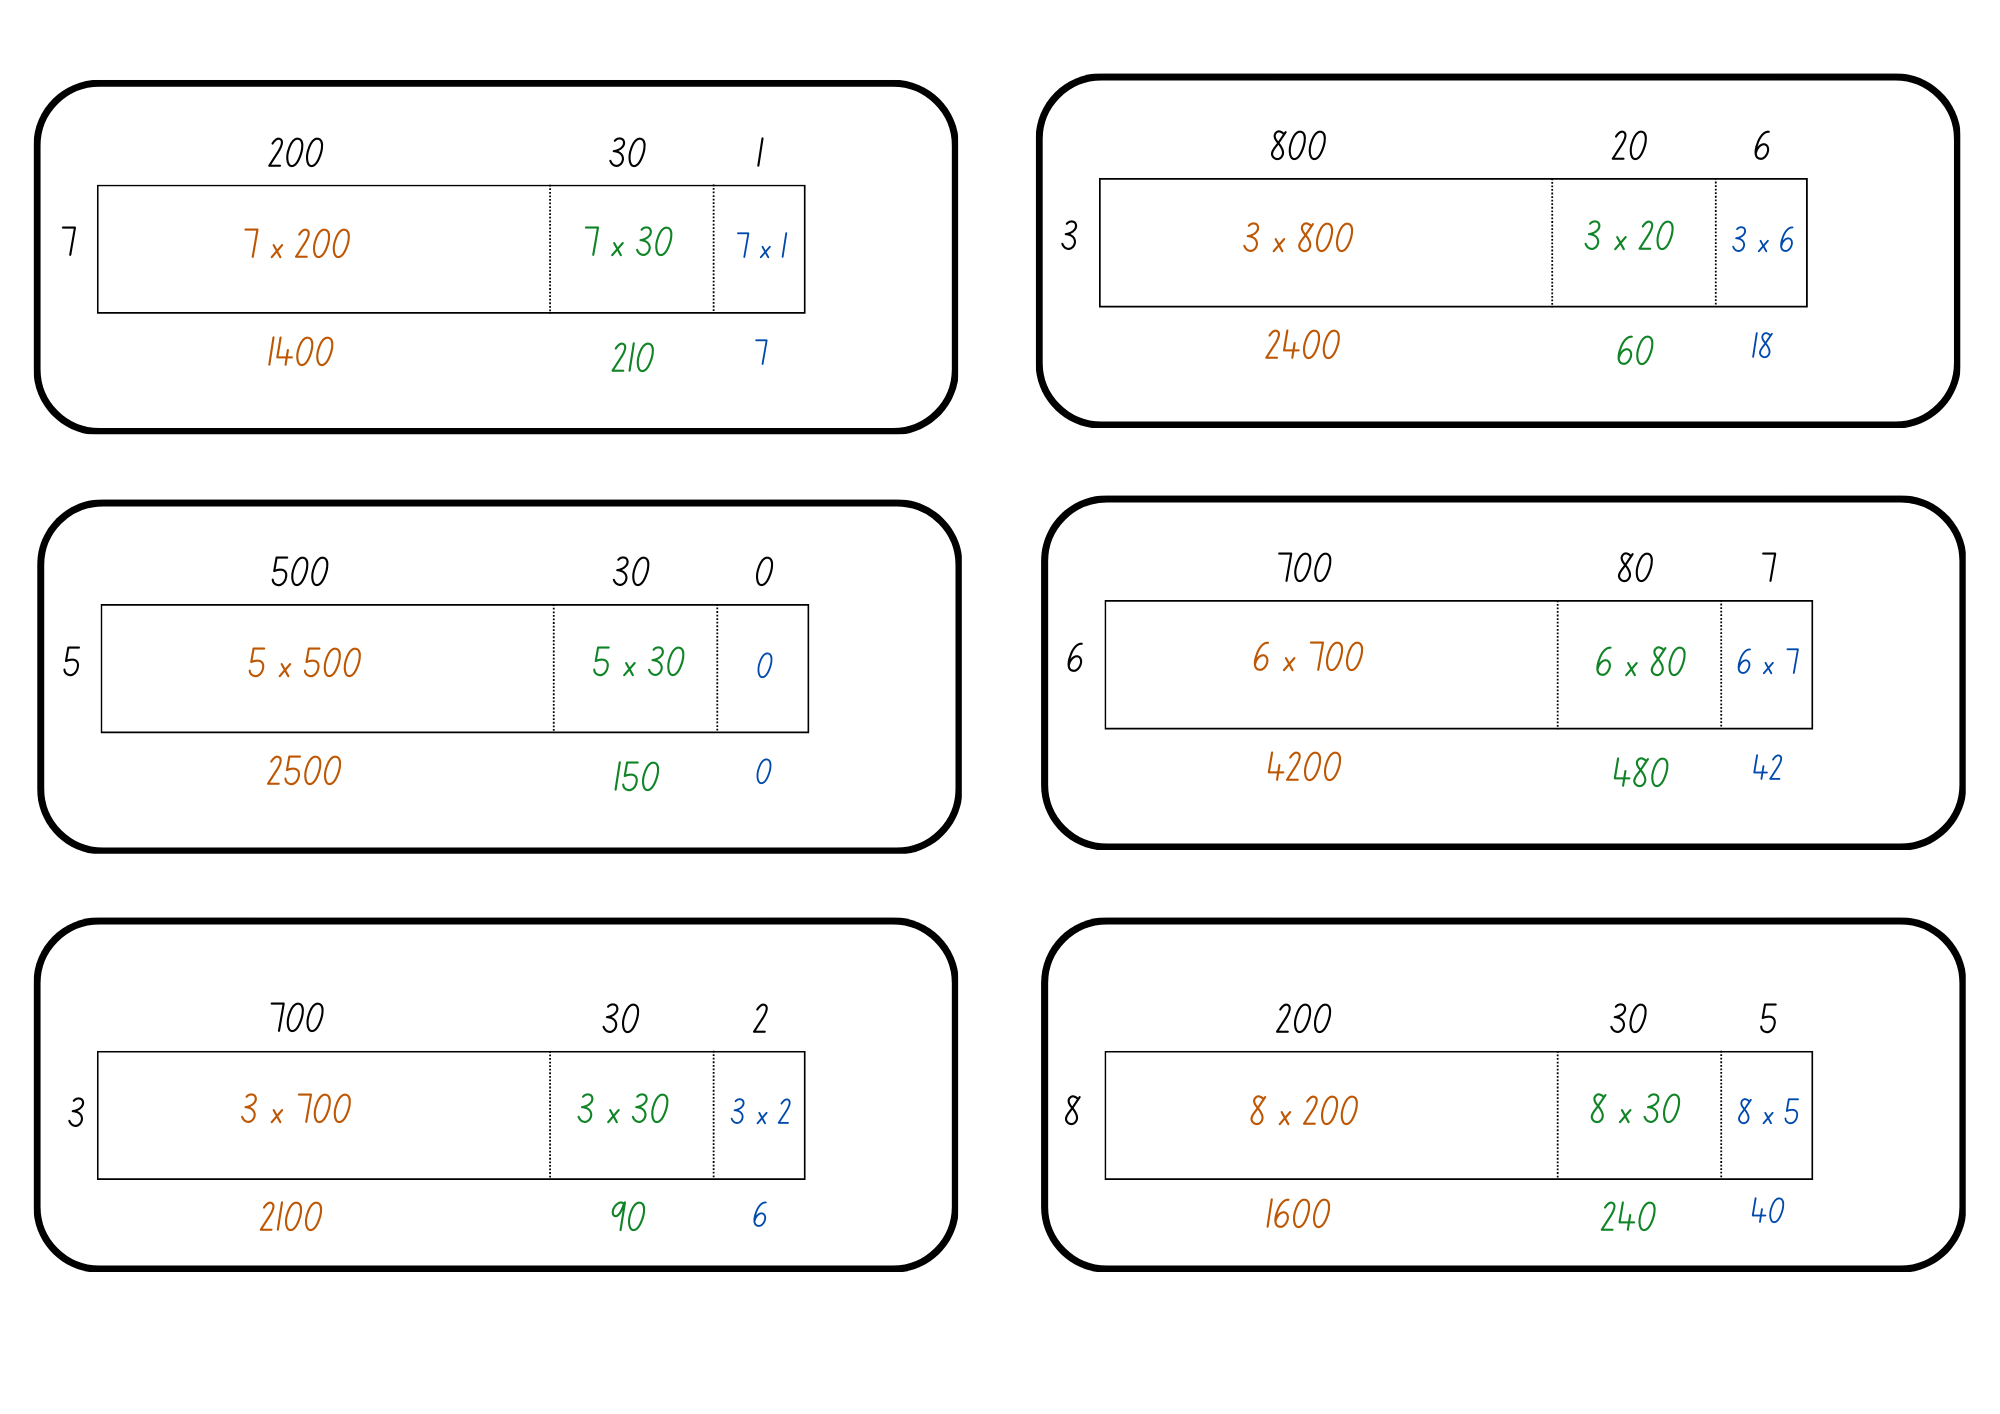 200 30 1
7 7 x 200 7 x 30 7 x 1
1400 210 7
800 20 6
3 3 x 800 3 x 20 3 x 6
2400 60 18
500 30 0
5 5 x 500 5 x 30 0
2500 150 0
700 80 7
6 6 x 700 6 x 80 6 x 7
4200 480 42
700 30 2
3 3 x 700 3 x 30 3 x 2
2100 90 6
200 30 5
8 8 x 200 8 x 30 8 x 5
1600 240 40